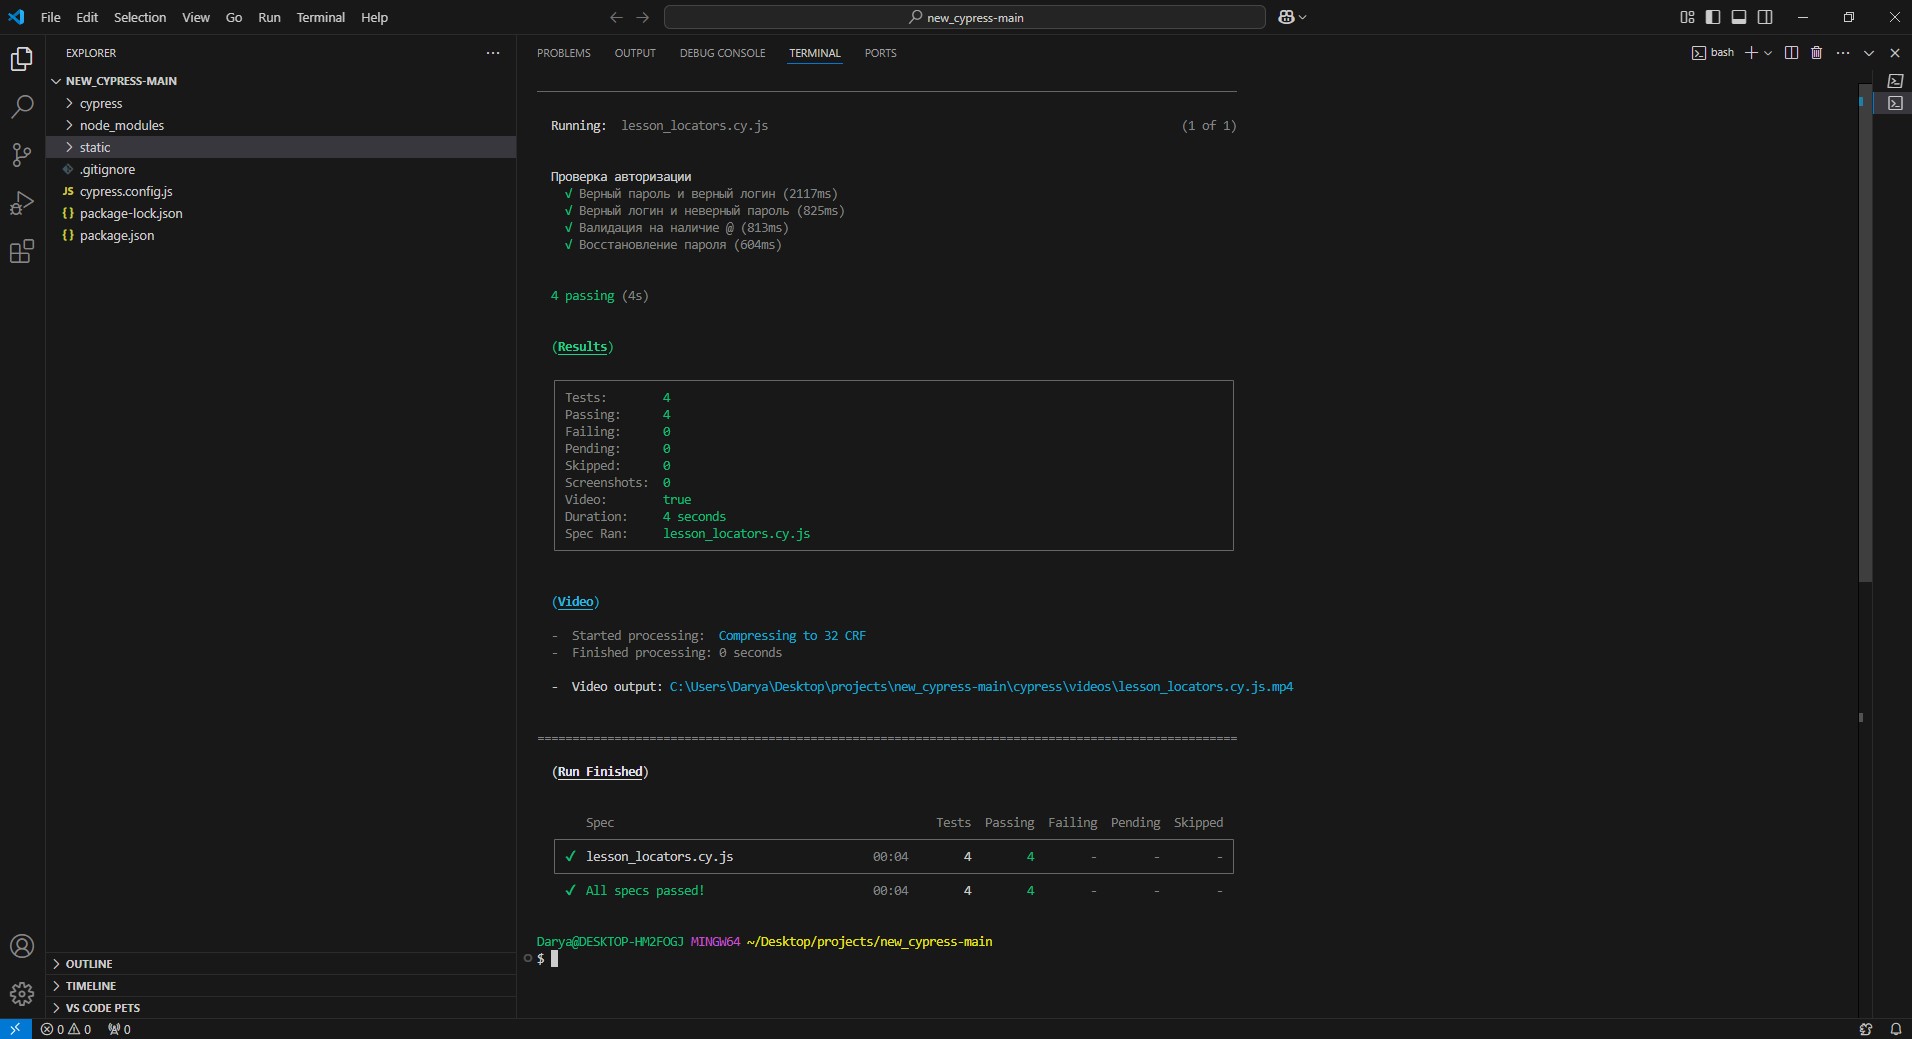 File Edit Selection View Go Run Terminal Help
new_cypress-main
EXPLORER
NEW_CYPRESS-MAIN
cypress
node_modules
static
.gitignore
JS cypress.config.js
{} package-lock.json
{} package.json
OUTLINE
TIMELINE
VS CODE PETS
PROBLEMS OUTPUT DEBUG CONSOLE TERMINAL PORTS
bash
Running: lesson_locators.cy.js (1 of 1)
Проверка авторизации
√ Верный пароль и верный логин (2117ms)
√ Верный логин и неверный пароль (825ms)
√ Валидация на наличие @ (813ms)
√ Восстановление пароля (604ms)
4 passing (4s)
(Results)
Tests: 4
Passing: 4
Failing: 0
Pending: 0
Skipped: 0
Screenshots: 0
Video: true
Duration: 4 seconds
Spec Ran: lesson_locators.cy.js
(Video)
- Started processing: Compressing to 32 CRF
- Finished processing: 0 seconds
- Video output: C:\Users\Darya\Desktop\projects\new_cypress-main\cypress\videos\lesson_locators.cy.js.mp4
====================================================================================================
(Run Finished)
Spec Tests Passing Failing Pending Skipped
✓ lesson_locators.cy.js 00:04 4 4 - - -
✓ All specs passed! 00:04 4 4 - - -
Darya@DESKTOP-HM2FOGJ MINGW64 ~/Desktop/projects/new_cypress-main
$
0 0 0